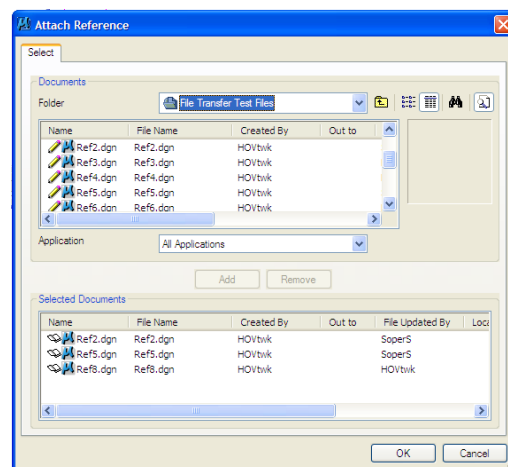 Attach Reference
Select
Documents
Folder File Transfer Test Files
Name File Name Created By Out to
Ref2.dgn Ref2.dgn HOVtwk
Ref3.dgn Ref3.dgn HOVtwk
Ref4.dgn Ref4.dgn HOVtwk
Ref5.dgn Ref5.dgn HOVtwk
Ref6.dgn Ref6.dgn HOVtwk
Application All Applications
Add Remove
Selected Documents
Name File Name Created By Out to File Updated By Loca
Ref2.dgn Ref2.dgn HOVtwk SoperS
Ref5.dgn Ref5.dgn HOVtwk SoperS
Ref8.dgn Ref8.dgn HOVtwk HOVtwk
OK Cancel